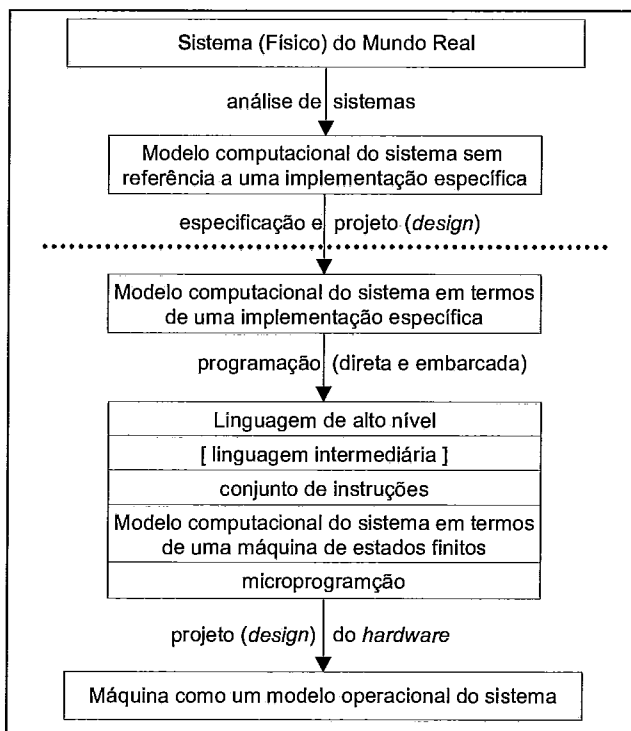 Sistema (Físico) do Mundo Real
análise de sistemas
Modelo computacional do sistema sem
referência a uma implementação específica
especificação e projeto (design)
Modelo computacional do sistema em termos
de uma implementação específica
programação (direta e embarcada)
Linguagem de alto nível
[ linguagem intermediária ]
conjunto de instruções
Modelo computacional do sistema em termos
de uma máquina de estados finitos
microprogramção
projeto (design) do hardware
Máquina como um modelo operacional do sistema